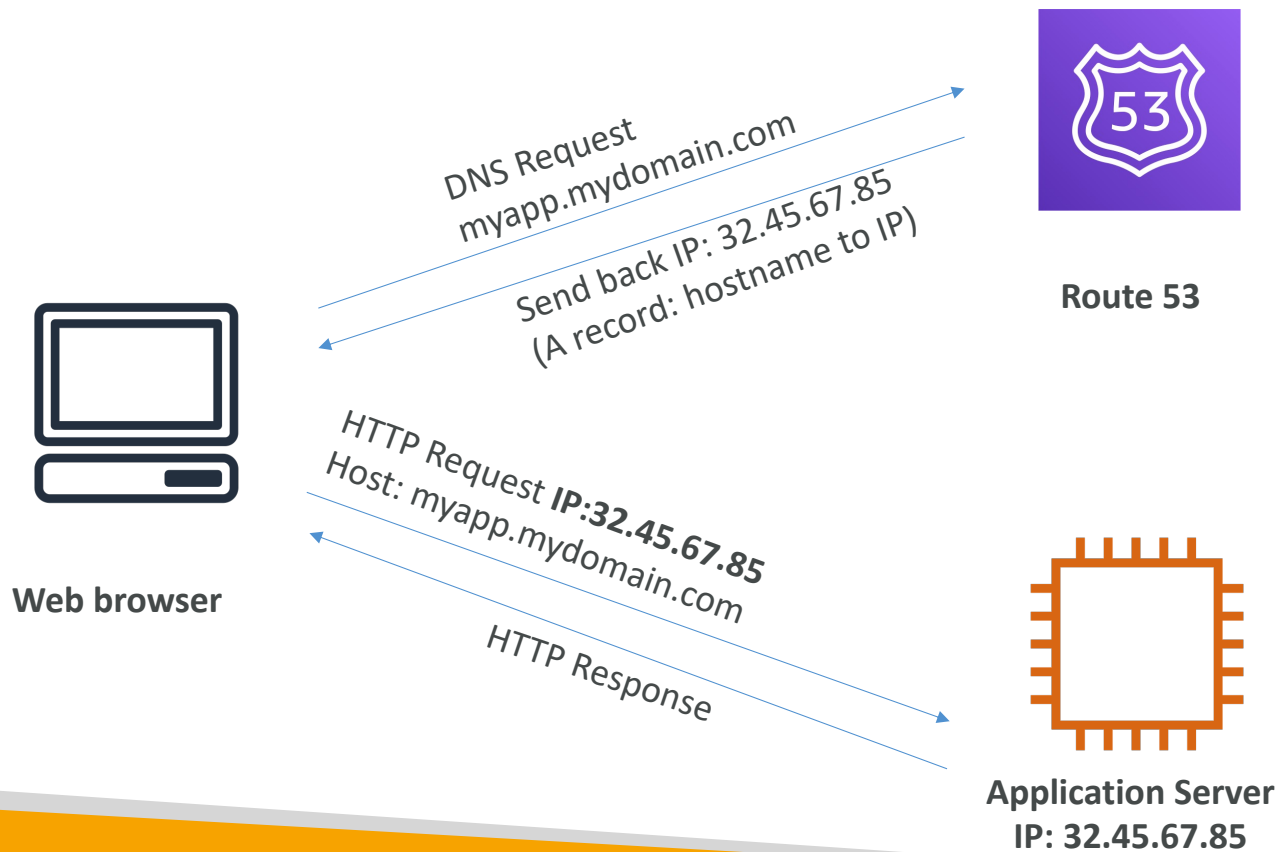 53
Route 53
DNS Request
myapp.mydomain.com
Send back IP: 32.45.67.85
(A record: hostname to IP)
Web browser
HTTP Request IP:32.45.67.85
Host: myapp.mydomain.com
HTTP Response
Application Server
IP: 32.45.67.85